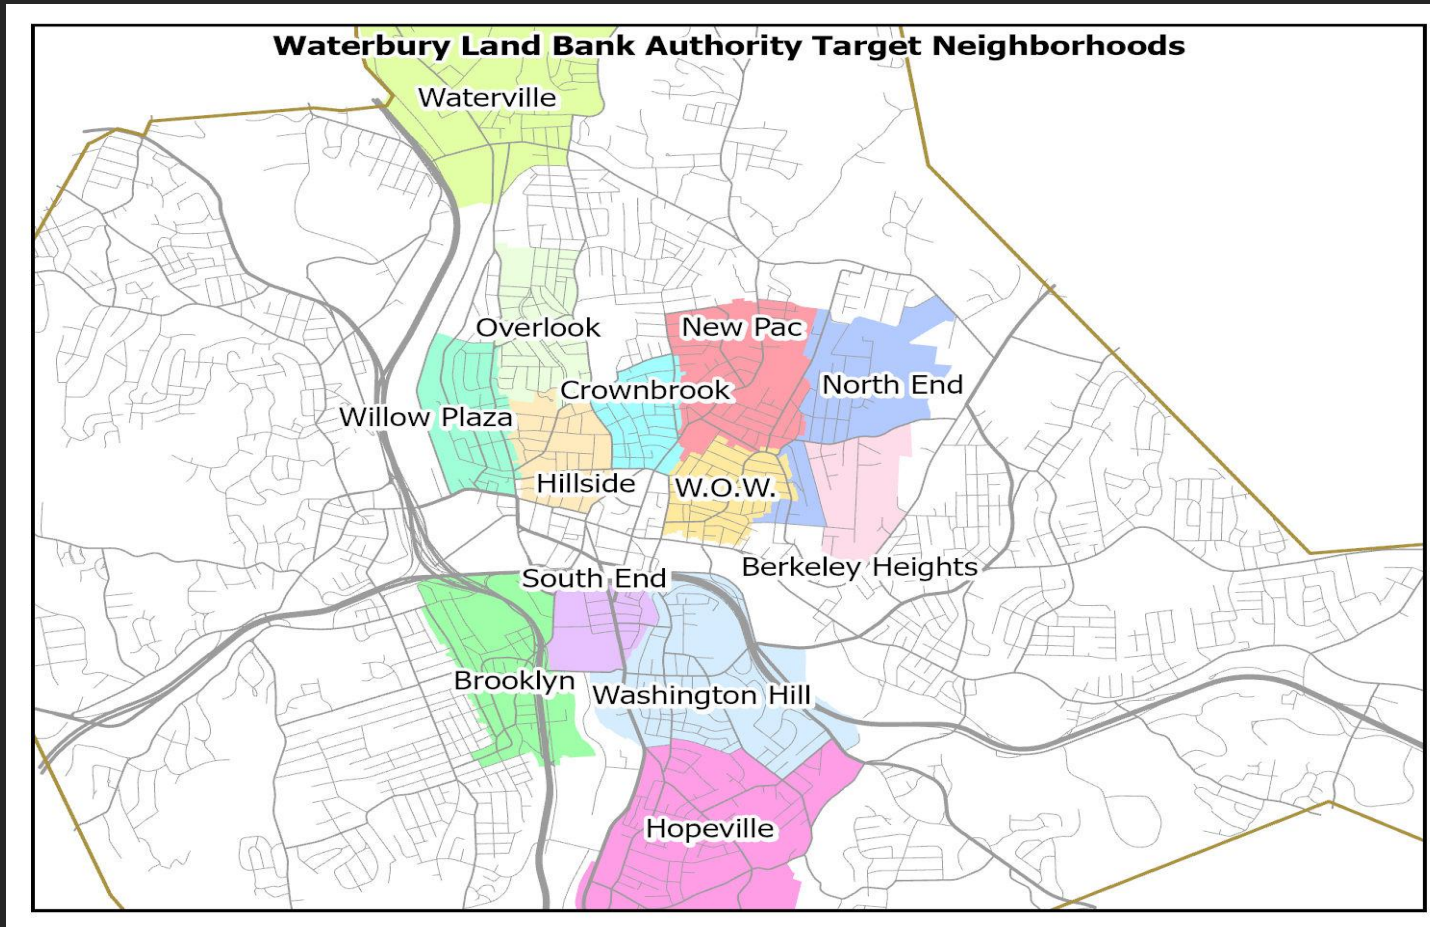 Waterbury Land Bank Authority Target Neighborhoods
Waterville
Overlook
New Pac
Crownbrook
North End
Willow Plaza
Hillside
W.O.W.
Berkeley Heights
South End
Brooklyn
Washington Hill
Hopeville